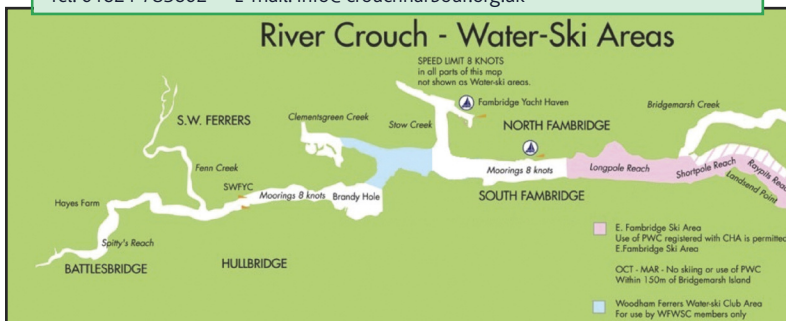 River Crouch - Water-Ski Areas
SPEED LIMIT 8 KNOTS
in all parts of this map
not shown as Water-ski areas.
Fambridge Yacht Haven
Bridgemarsh Creek
Clementsgreen Creek
S.W. FERRERS
Stow Creek
NORTH FAMBRIDGE
Fenn Creek
Moorings 8 knots
Longpole Reach
Shortpole Reach
Raypits Reach
Landsend Point
SWFYC
Moorings 8 knots
Brandy Hole
SOUTH FAMBRIDGE
Hayes Farm
Spitty's Reach
BATTLESBRIDGE
HULLBRIDGE
E. Fambridge Ski Area
Use of PWC registered with CHA is permitted
E.Fambridge Ski Area
OCT - MAR - No skiing or use of PWC
Within 150m of Bridgemarsh Island
Woodham Ferrers Water-ski Club Area
For use by WFWSC members only